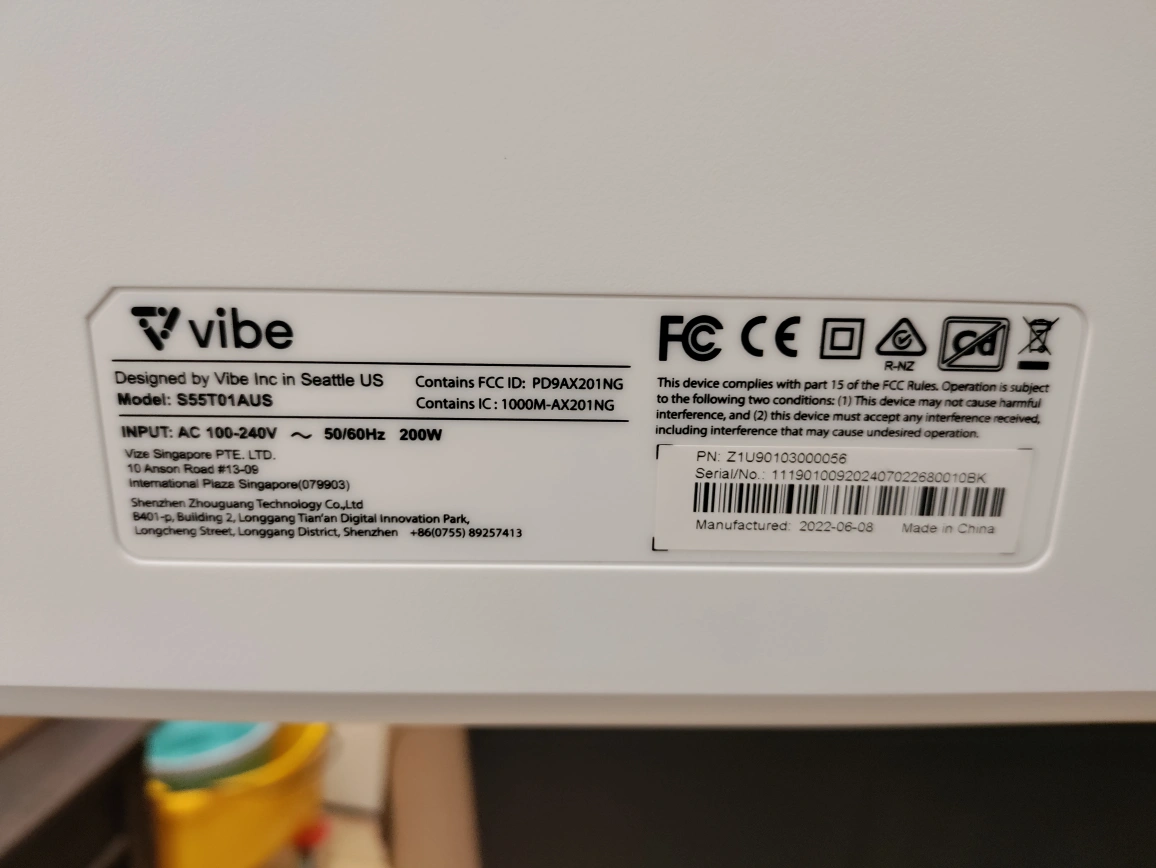 vibe
Designed by Vibe Inc in Seattle US
Model: S55T01AUS
Contains FCC ID: PD9AX201NG
Contains IC : 1000M-AX201NG
INPUT: AC 100-240V ~ 50/60Hz 200W
Vize Singapore PTE. LTD.
10 Anson Road #13-09
International Plaza Singapore(079903)
Shenzhen Zhouguang Technology Co.,Ltd
B401-p, Building 2, Longgang Tian'an Digital Innovation Park,
Longcheng Street, Longgang District, Shenzhen +86(0755) 89257413
FC CE Cd
R-NZ
This device complies with part 15 of the FCC Rules. Operation is subject
to the following two conditions: (1) This device may not cause harmful
interference, and (2) this device must accept any interference received,
including interference that may cause undesired operation.
PN: Z1U90103000056
Serial/No.: 1119010092024070222680010BK
Manufactured: 2022-06-08 Made in China